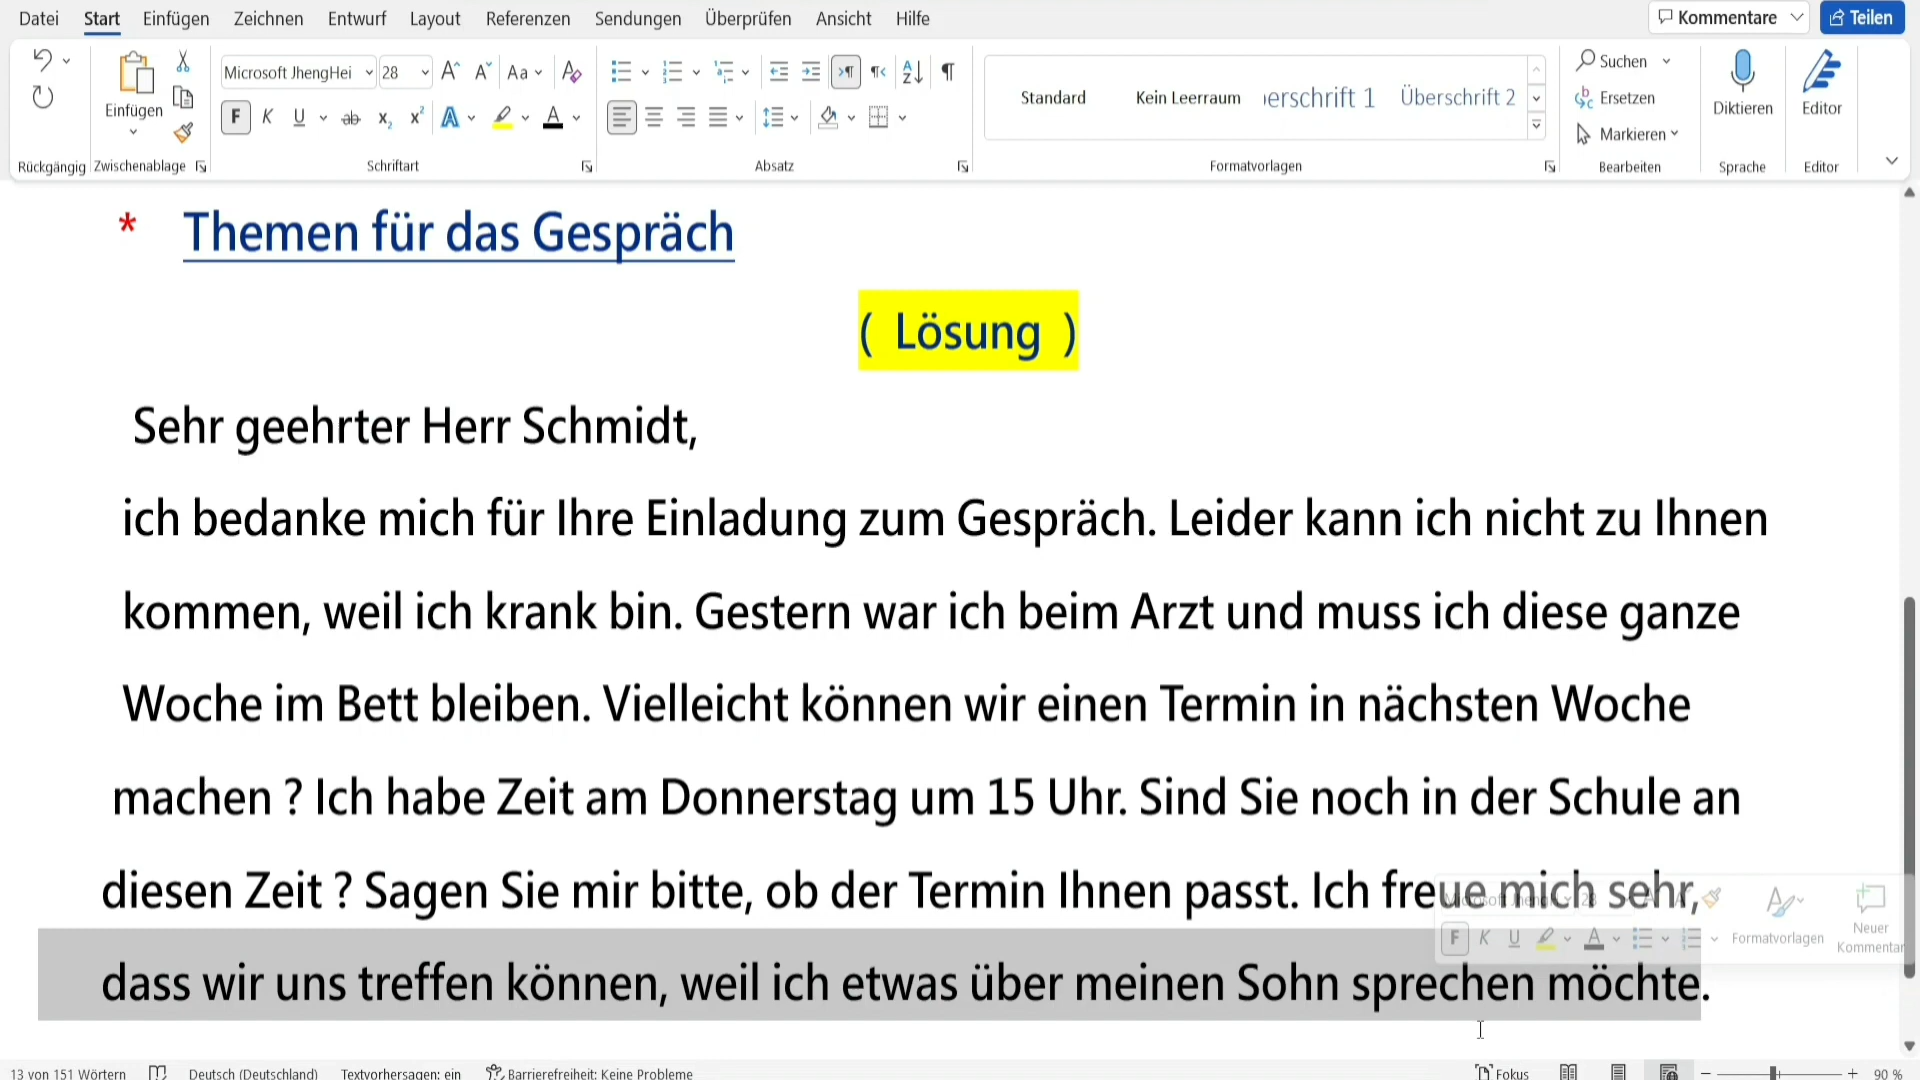 Datei Start Einfügen Zeichnen Entwurf Layout Referenzen Sendungen Überprüfen Ansicht Hilfe Kommentare Teilen
Microsoft JhengHei 28 Aa
Einfügen
F K U ab x₂ x² A A
Standard Kein Leerraum erschrift 1 Überschrift 2
Suchen
Ersetzen
Markieren
Diktieren Editor
Rückgängig Zwischenablage Schriftart Absatz Formatvorlagen Bearbeiten Sprache Editor
* Themen für das Gespräch
( Lösung )
Sehr geehrter Herr Schmidt,
ich bedanke mich für Ihre Einladung zum Gespräch. Leider kann ich nicht zu Ihnen
kommen, weil ich krank bin. Gestern war ich beim Arzt und muss ich diese ganze
Woche im Bett bleiben. Vielleicht können wir einen Termin in nächsten Woche
machen ? Ich habe Zeit am Donnerstag um 15 Uhr. Sind Sie noch in der Schule an
diesen Zeit ? Sagen Sie mir bitte, ob der Termin Ihnen passt. Ich freue mich sehr,
F K U A Formatvorlagen Neuer Kommentar
dass wir uns treffen können, weil ich etwas über meinen Sohn sprechen möchte.
13 von 151 Wörtern Deutsch (Deutschland) Textvorhersagen: ein Barrierefreiheit: Keine Probleme Fokus 90 %